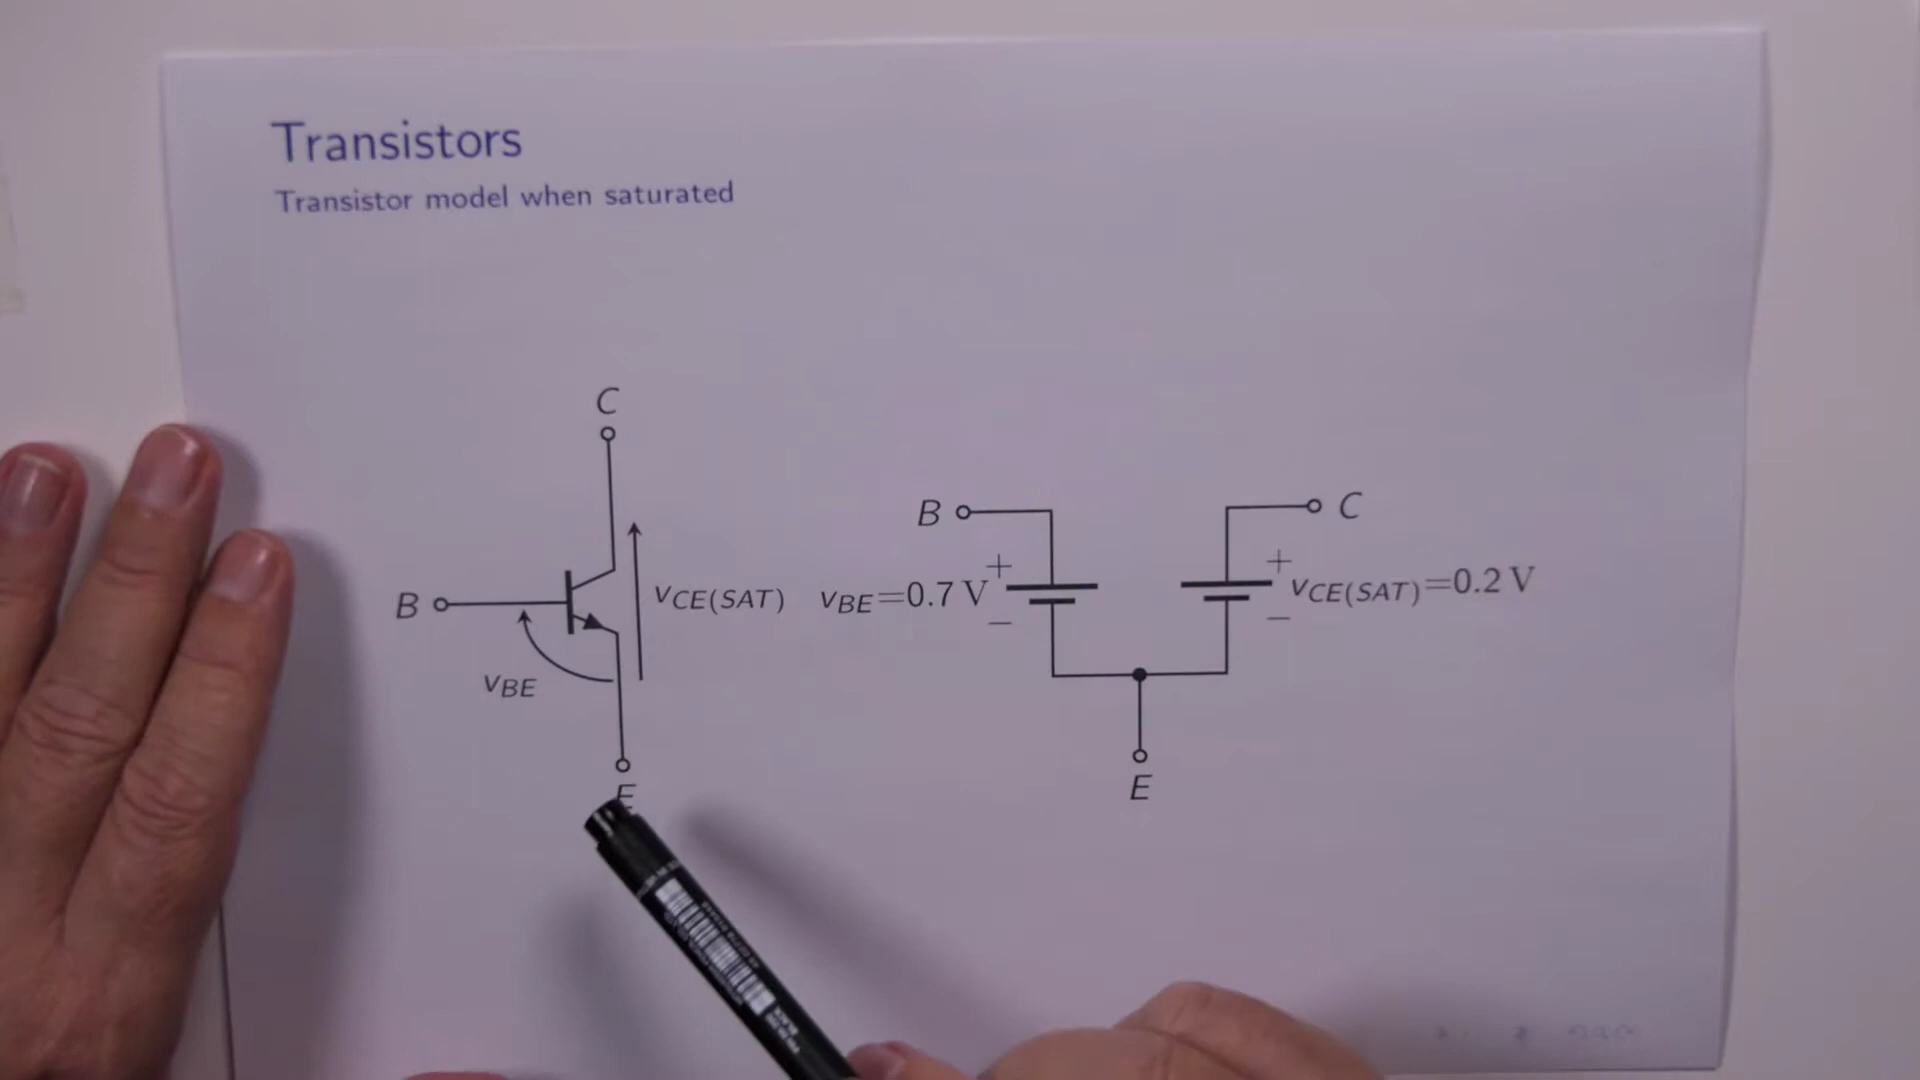 Transistors
Transistor model when saturated
C
B
vCE(SAT)
vBE
E
B
C
+
vBE=0.7 V
−
+
vCE(SAT)=0.2 V
−
E